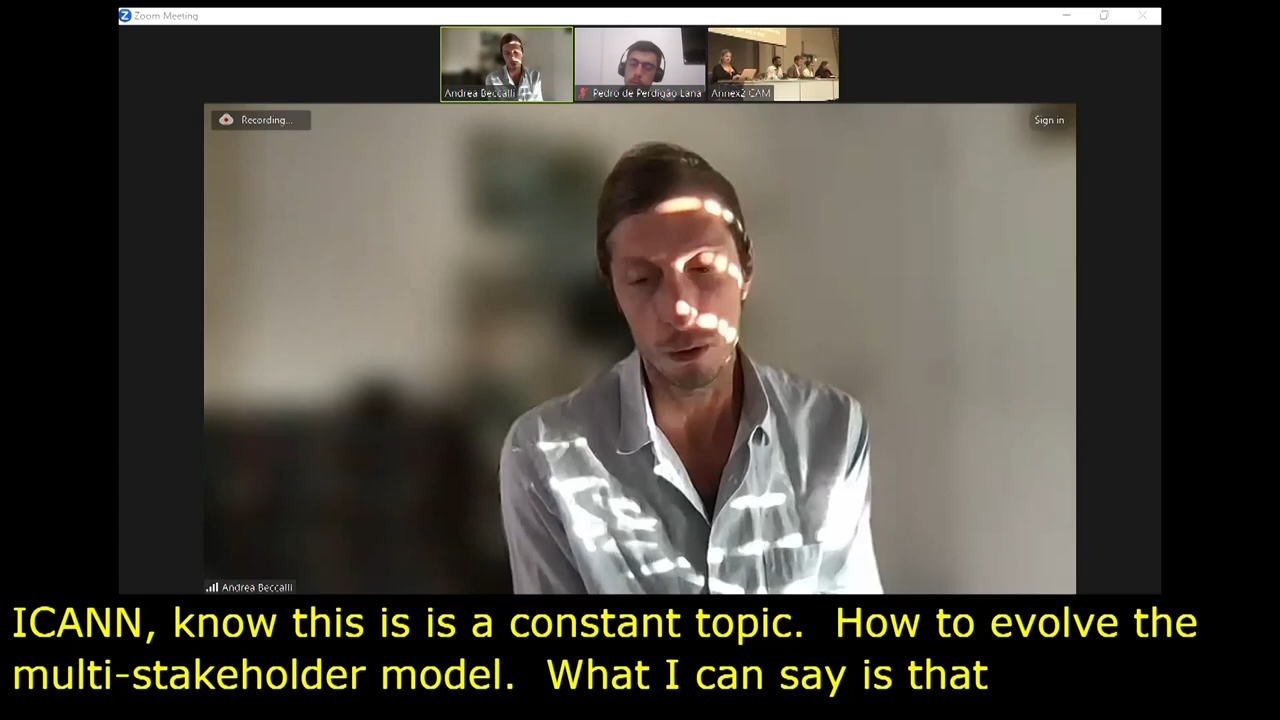 Zoom Meeting
Andrea Beccalli
Pedro de Perdigão Lana
Annex2 CAM
Recording...
Sign in
Andrea Beccalli
ICANN, know this is is a constant topic.  How to evolve the
multi-stakeholder model.  What I can say is that